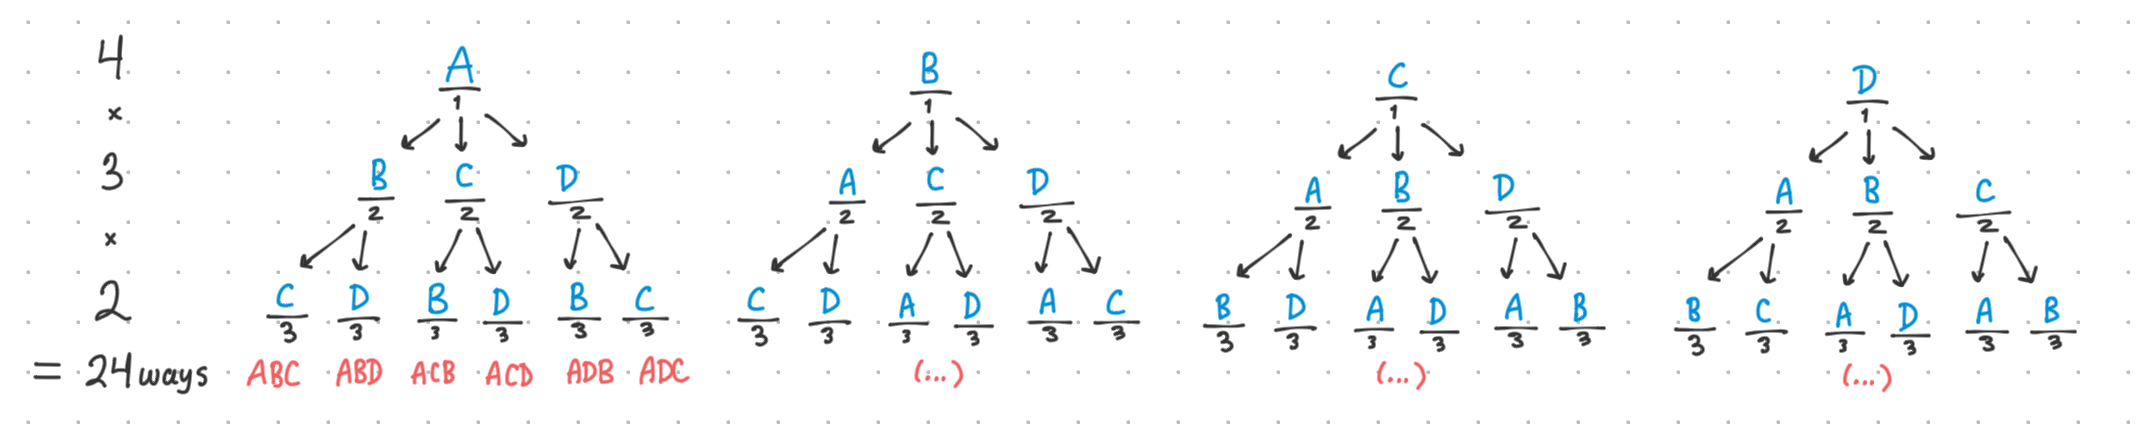 4 A B C D
× 1 1 1 1
3 B C D A C D A B D A B C
× 2 2 2 2 2 2 2 2 2 2 2 2
2 C D B D B C C D A D A C B D A D A B B C A D A B
3 3 3 3 3 3 3 3 3 3 3 3 3 3 3 3 3 3 3 3 3 3 3 3
= 24 ways ABC ABD ACB ACD ADB ADC (...) (...) (...)